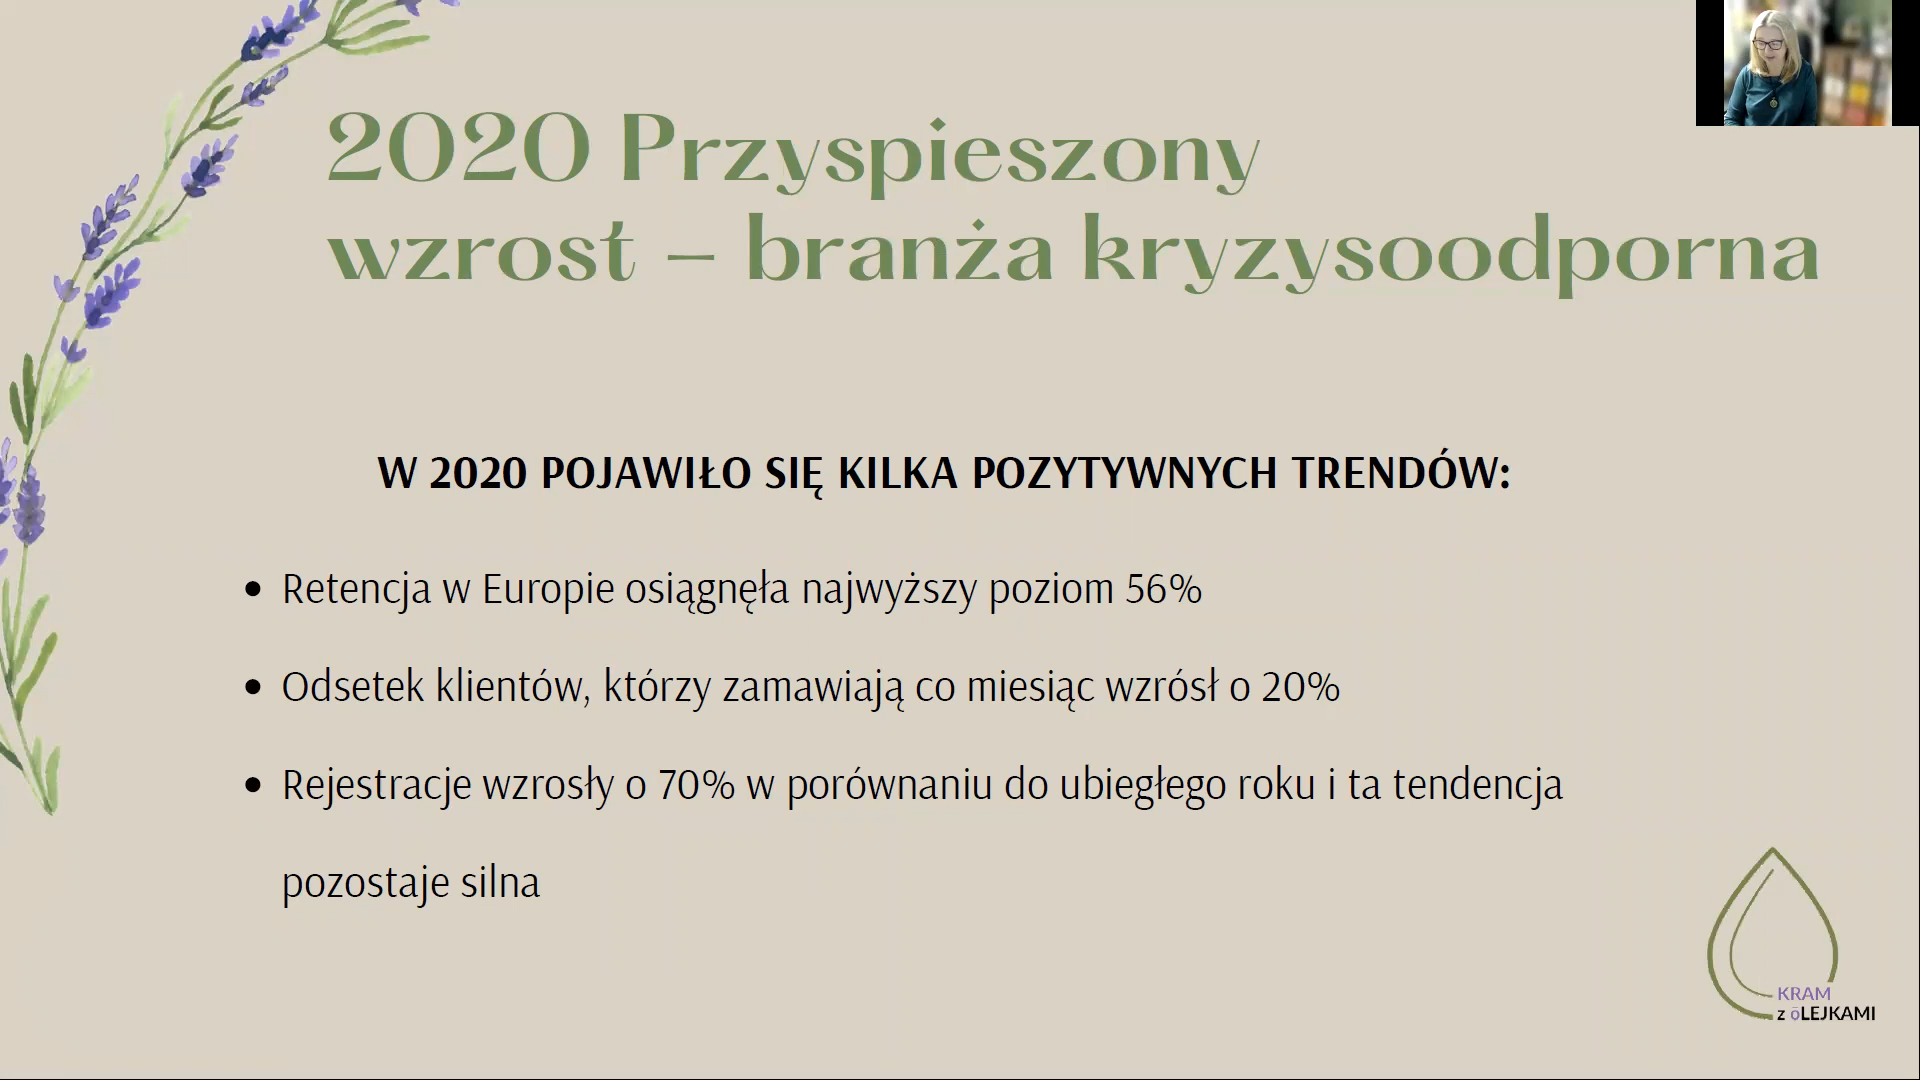 2020 Przyspieszony
wzrost – branża kryzysoodporna
W 2020 POJAWIŁO SIĘ KILKA POZYTYWNYCH TRENDÓW:
• Retencja w Europie osiągnęła najwyższy poziom 56%
• Odsetek klientów, którzy zamawiają co miesiąc wzrósł o 20%
• Rejestracje wzrosły o 70% w porównaniu do ubiegłego roku i ta tendencja
pozostaje silna
KRAM
z ōLEJKAMI